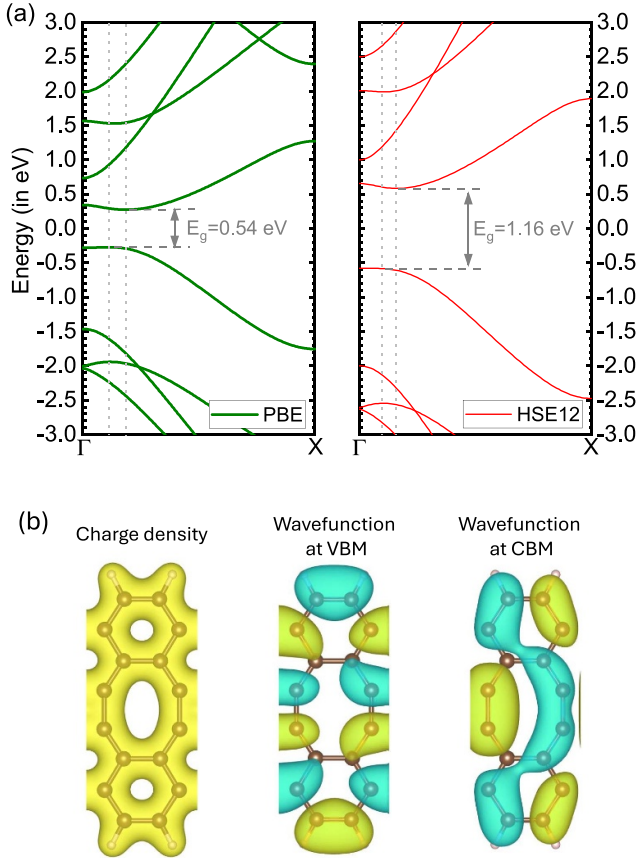 (a)
Energy (in eV)
3.0
2.5
2.0
1.5
1.0
0.5
0.0
-0.5
-1.0
-1.5
-2.0
-2.5
-3.0
E_g=0.54 eV
PBE
Γ
X
E_g=1.16 eV
HSE12
Γ
X
3.0
2.5
2.0
1.5
1.0
0.5
0.0
-0.5
-1.0
-1.5
-2.0
-2.5
-3.0
(b)
Charge density
Wavefunction
at VBM
Wavefunction
at CBM